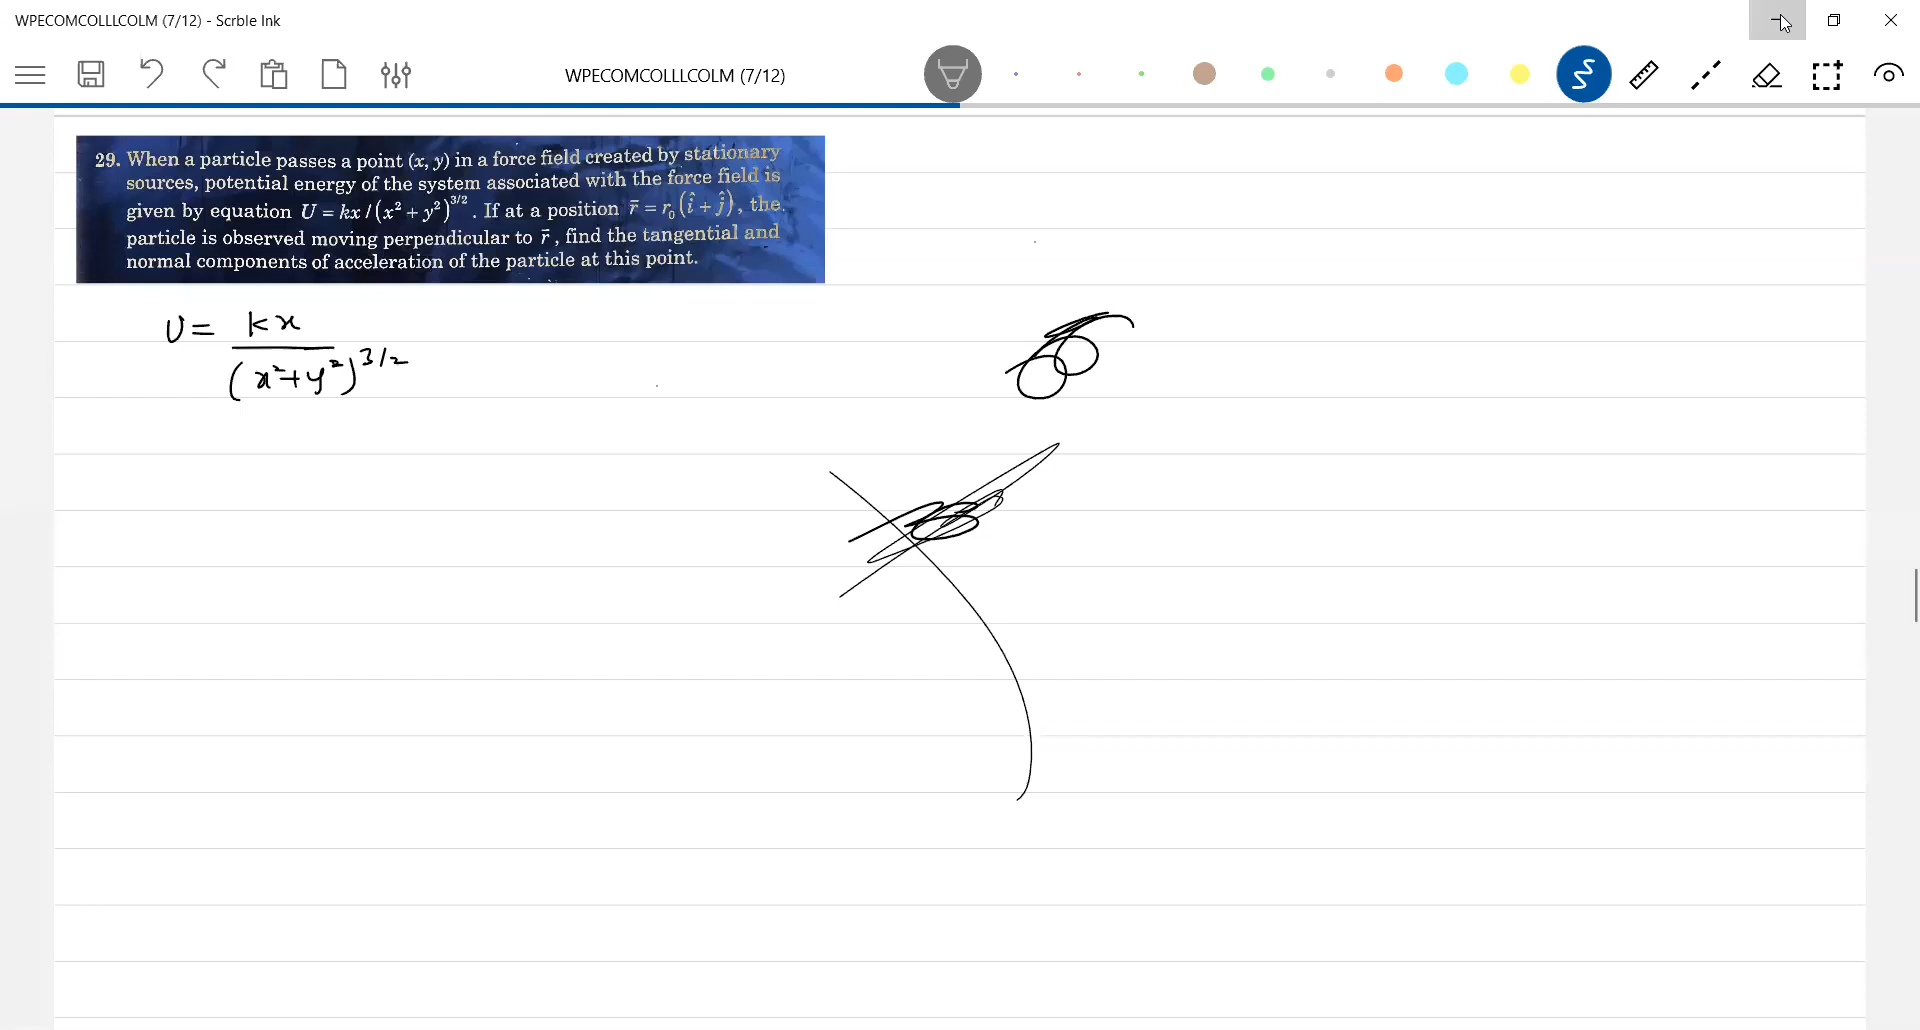 WPECOMCOLLLCOLM (7/12) - Scrble Ink
WPECOMCOLLLCOLM (7/12)
29. When a particle passes a point (x, y) in a force field created by stationary
sources, potential energy of the system associated with the force field is
given by equation U = kx / (x² + y²)^3/2 . If at a position r̄ = r₀ (î + ĵ), the
particle is observed moving perpendicular to r̄ , find the tangential and
normal components of acceleration of the particle at this point.
U = kx / (x² + y²)^3/2